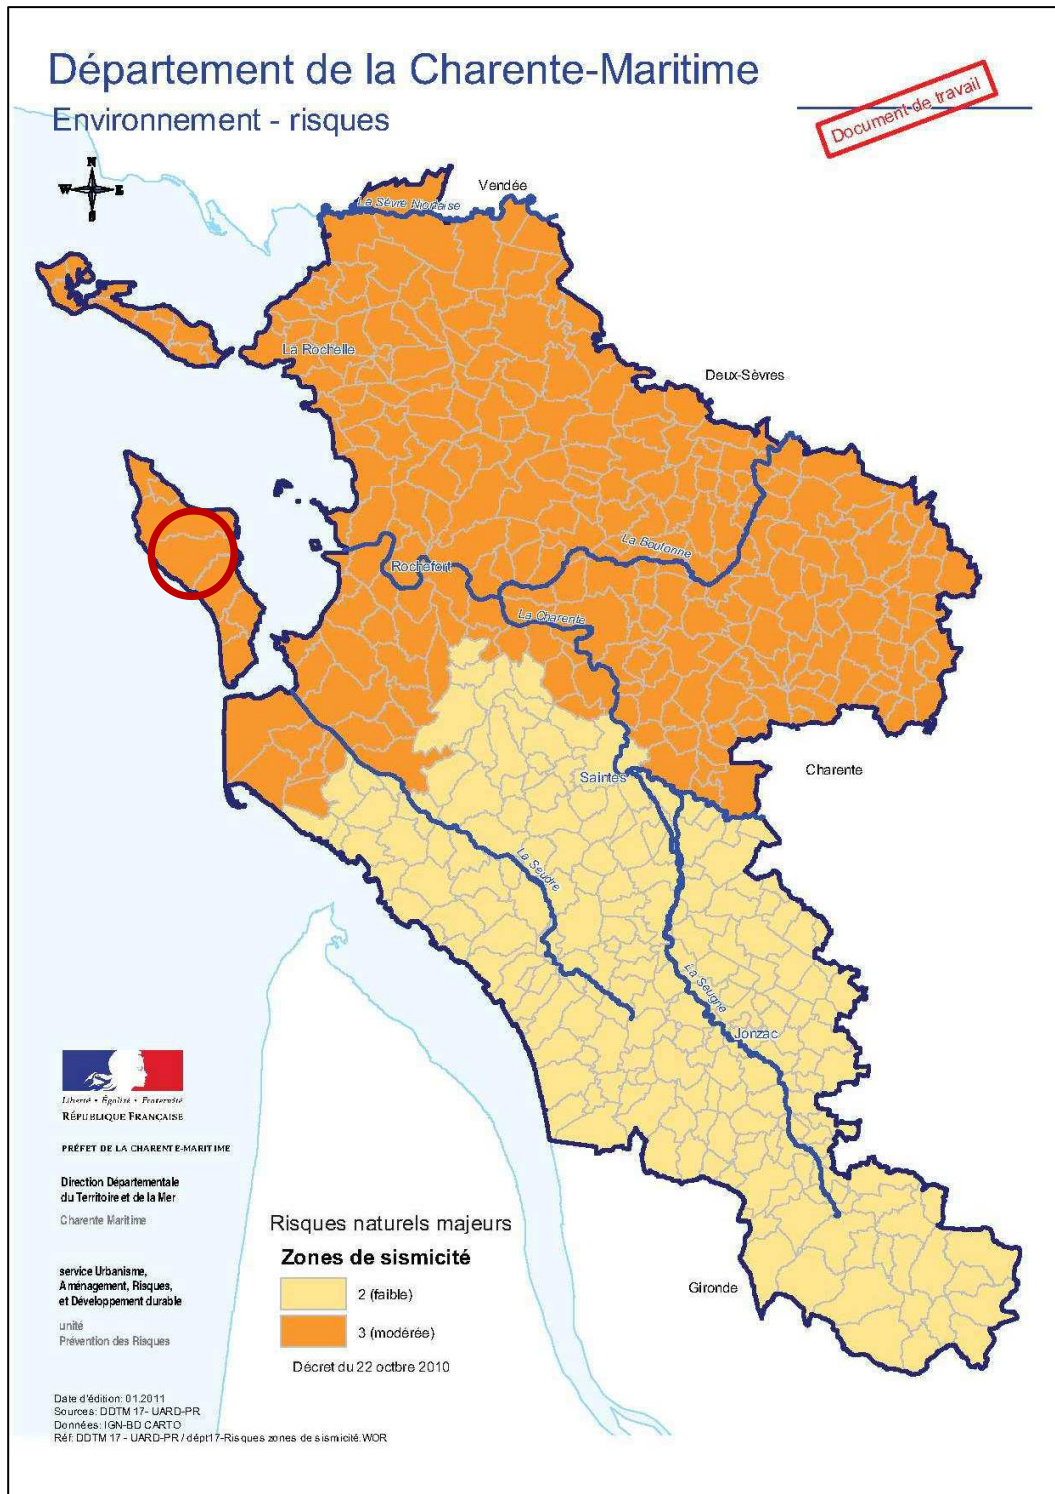 Département de la Charente-Maritime
Environnement - risques
Document de travail
N
W E
S
Vendée
La Sèvre Niortaise
La Rochelle
Deux-Sèvres
La Boutonne
Rochefort
La Charente
Saintes
Charente
La Seudre
La Seugne
Jonzac
Liberté • Égalité • Fraternité
RÉPUBLIQUE FRANÇAISE
PRÉFET DE LA CHARENTE-MARITIME
Direction Départementale
du Territoire et de la Mer
Charente Maritime
service Urbanisme,
Aménagement, Risques,
et Développement durable
unité
Prévention des Risques
Risques naturels majeurs
Zones de sismicité
2 (faible)
3 (modérée)
Décret du 22 octbre 2010
Gironde
Date d'édition: 01.2011
Sources: DDTM 17- UARD-PR
Données: IGN-BD CARTO
Réf: DDTM 17 - UARD-PR / dépt17-Risques zones de sismicité.WOR